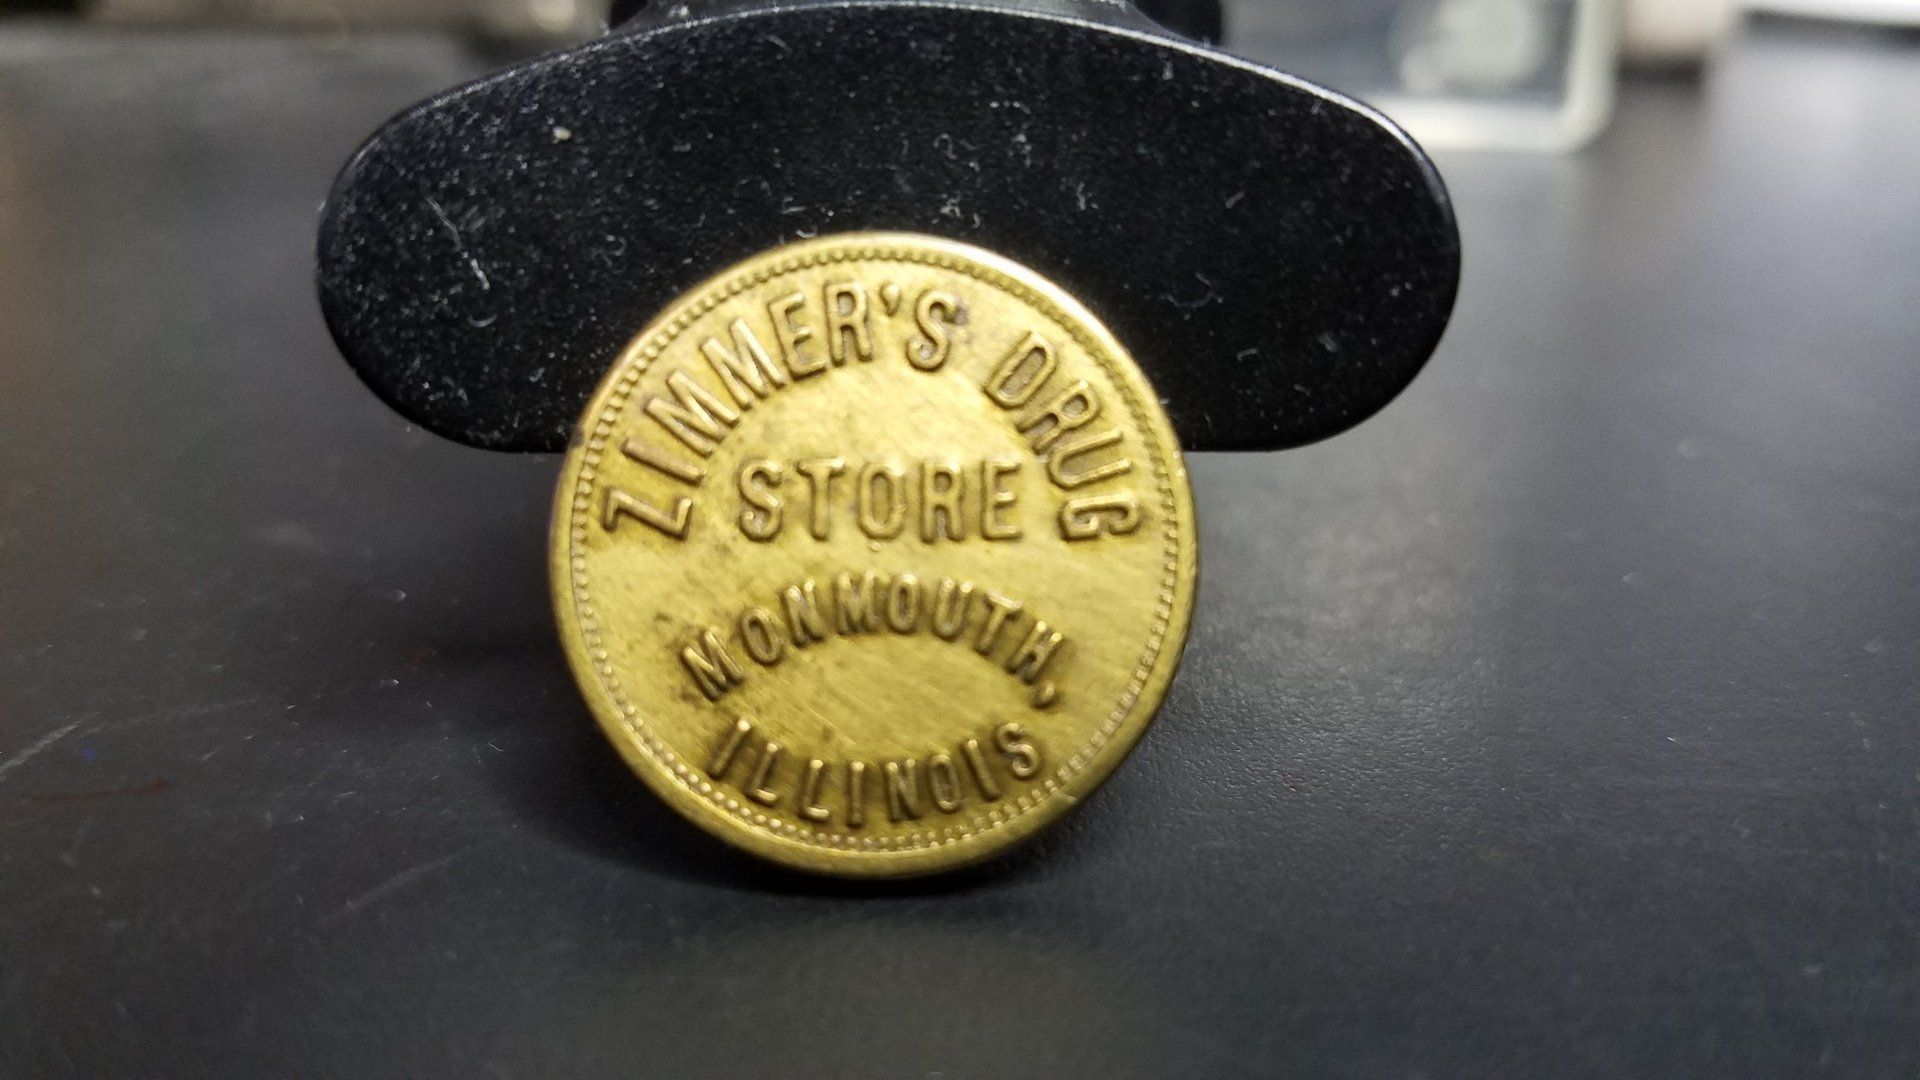 ZIMMER'S DRUG
STORE
MONMOUTH,
ILLINOIS